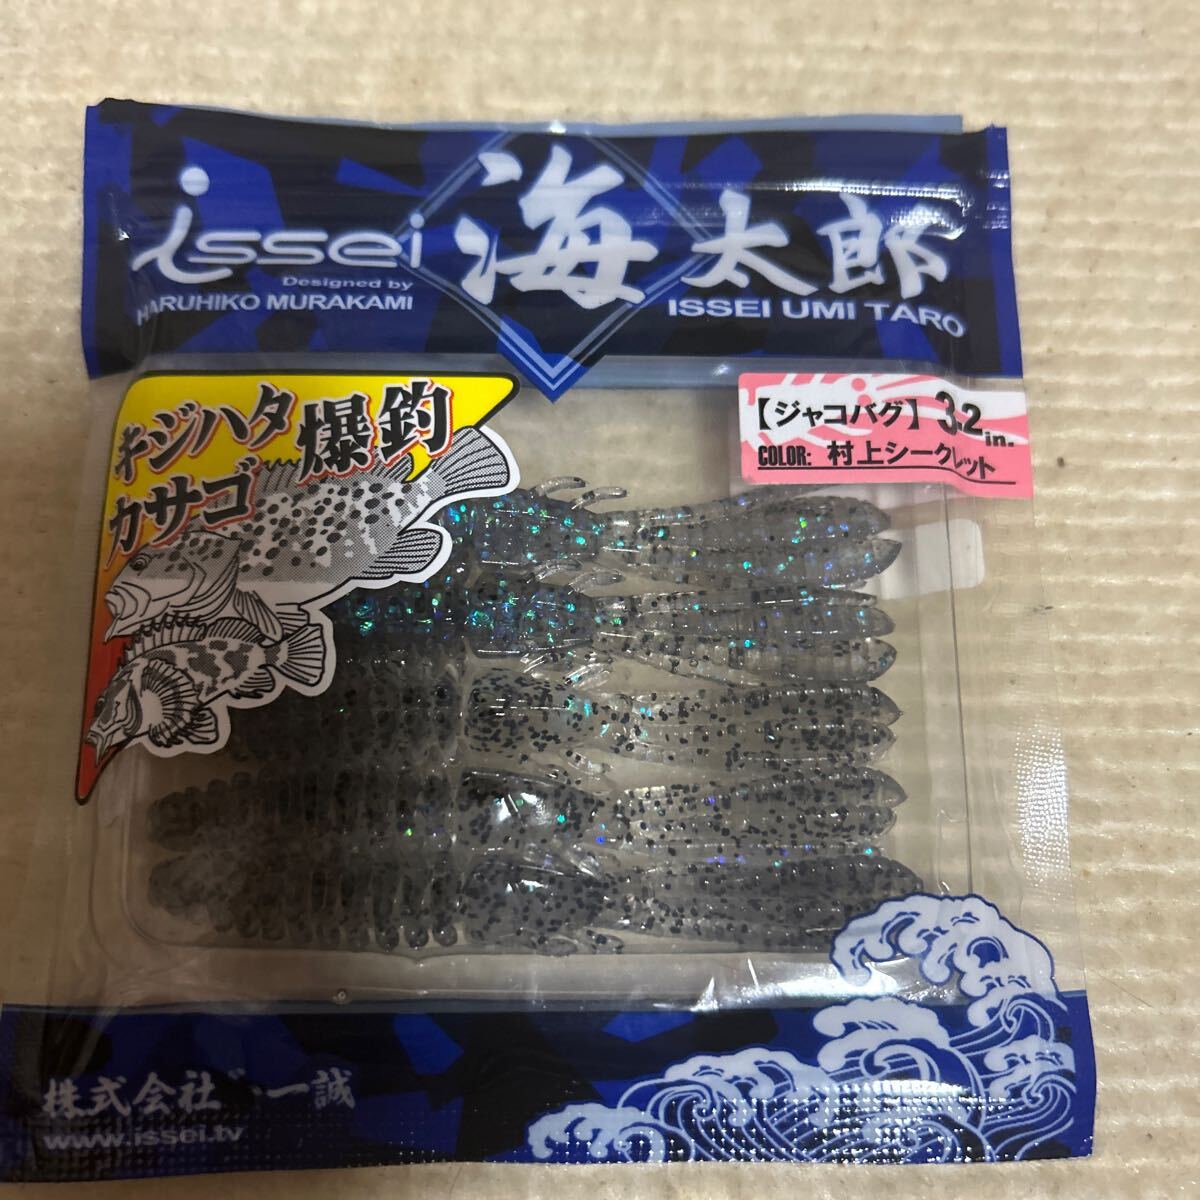 issei 海太郎
Designed by
HARUHIKO MURAKAMI
ISSEI UMI TARO
キジハタ
カサゴ
爆釣
【ジャコバグ】 3.2in.
COLOR: 村上シークレット
株式会社 一誠
www.issei.tv